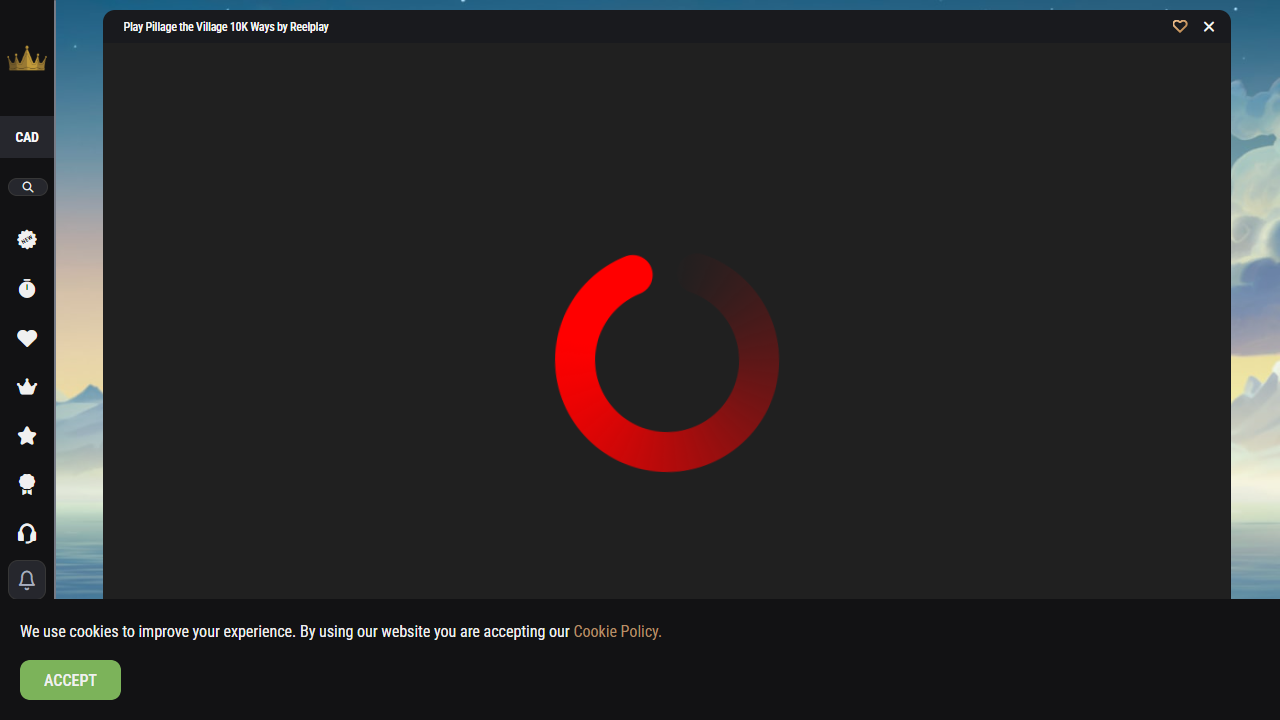 Play Pillage the Village 10K Ways by Reelplay
CAD
NEW
We use cookies to improve your experience. By using our website you are accepting our Cookie Policy.
ACCEPT